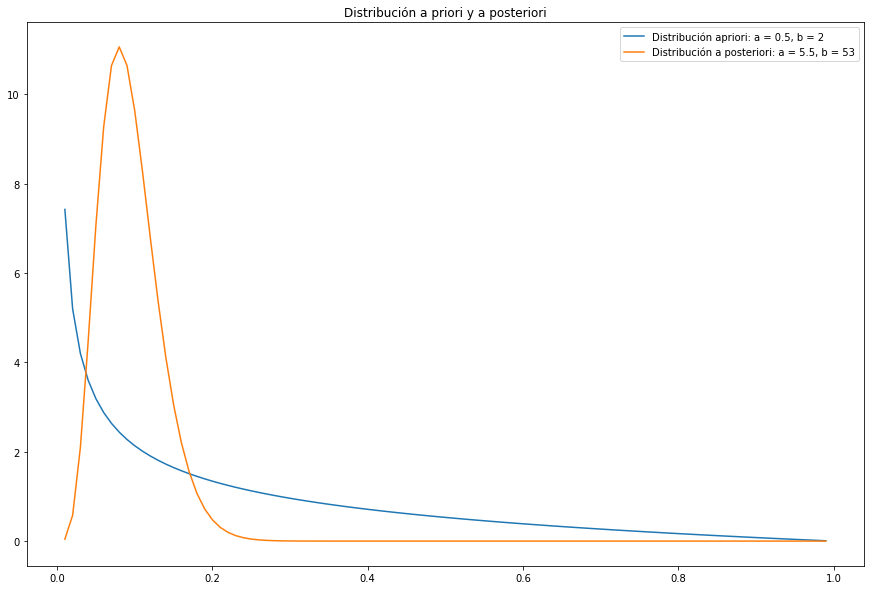 Distribución a priori y a posteriori
Distribución apriori: a = 0.5, b = 2
Distribución a posteriori: a = 5.5, b = 53
10
8
6
4
2
0
0.0 0.2 0.4 0.6 0.8 1.0